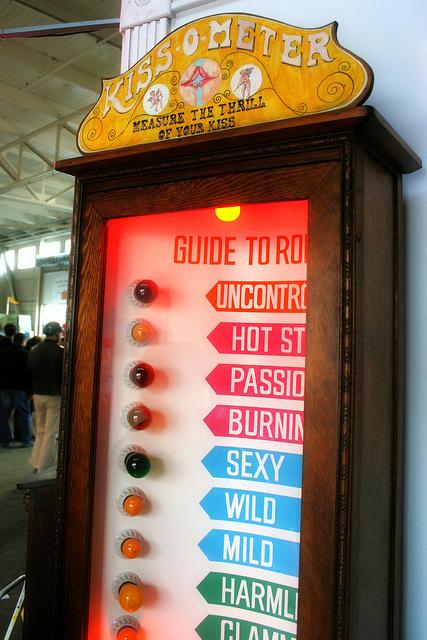 KISS-O-METER
MEASURE THE THRILL
OF YOUR KISS
GUIDE TO RO
UNCONTRO
HOT ST
PASSIO
BURNIN
SEXY
WILD
MILD
HARML
CLAMM